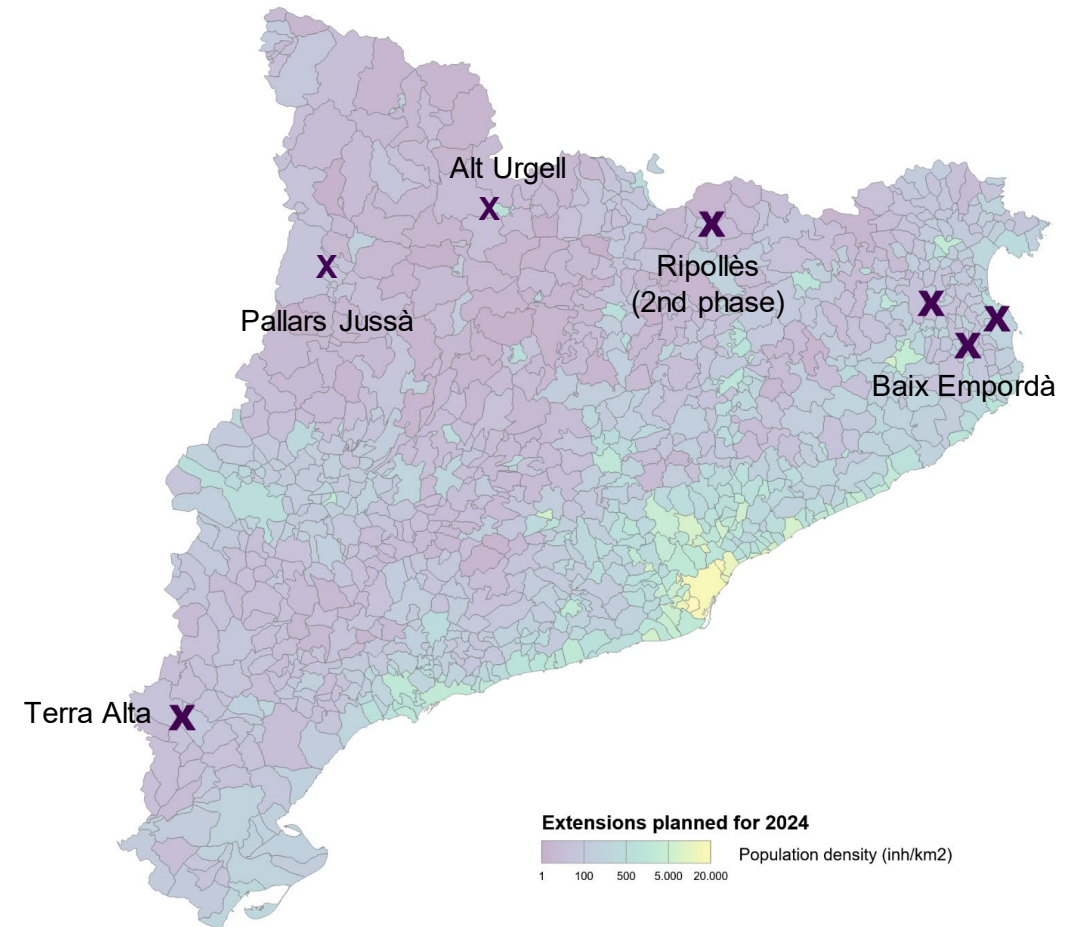 Alt Urgell
X
X
X
Ripollès
(2nd phase)
Pallars Jussà
X
X
X
Baix Empordà
Terra Alta X
Extensions planned for 2024
Population density (inh/km2)
1 100 500 5.000 20.000